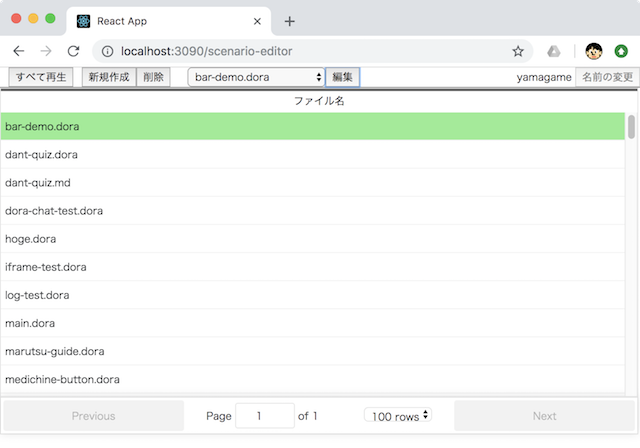 React App
localhost:3090/scenario-editor
すべて再生 新規作成 削除 bar-demo.dora 編集 yamagame 名前の変更
ファイル名
bar-demo.dora
dant-quiz.dora
dant-quiz.md
dora-chat-test.dora
hoge.dora
iframe-test.dora
log-test.dora
main.dora
marutsu-guide.dora
medichine-button.dora
Previous Page 1 of 1 100 rows Next